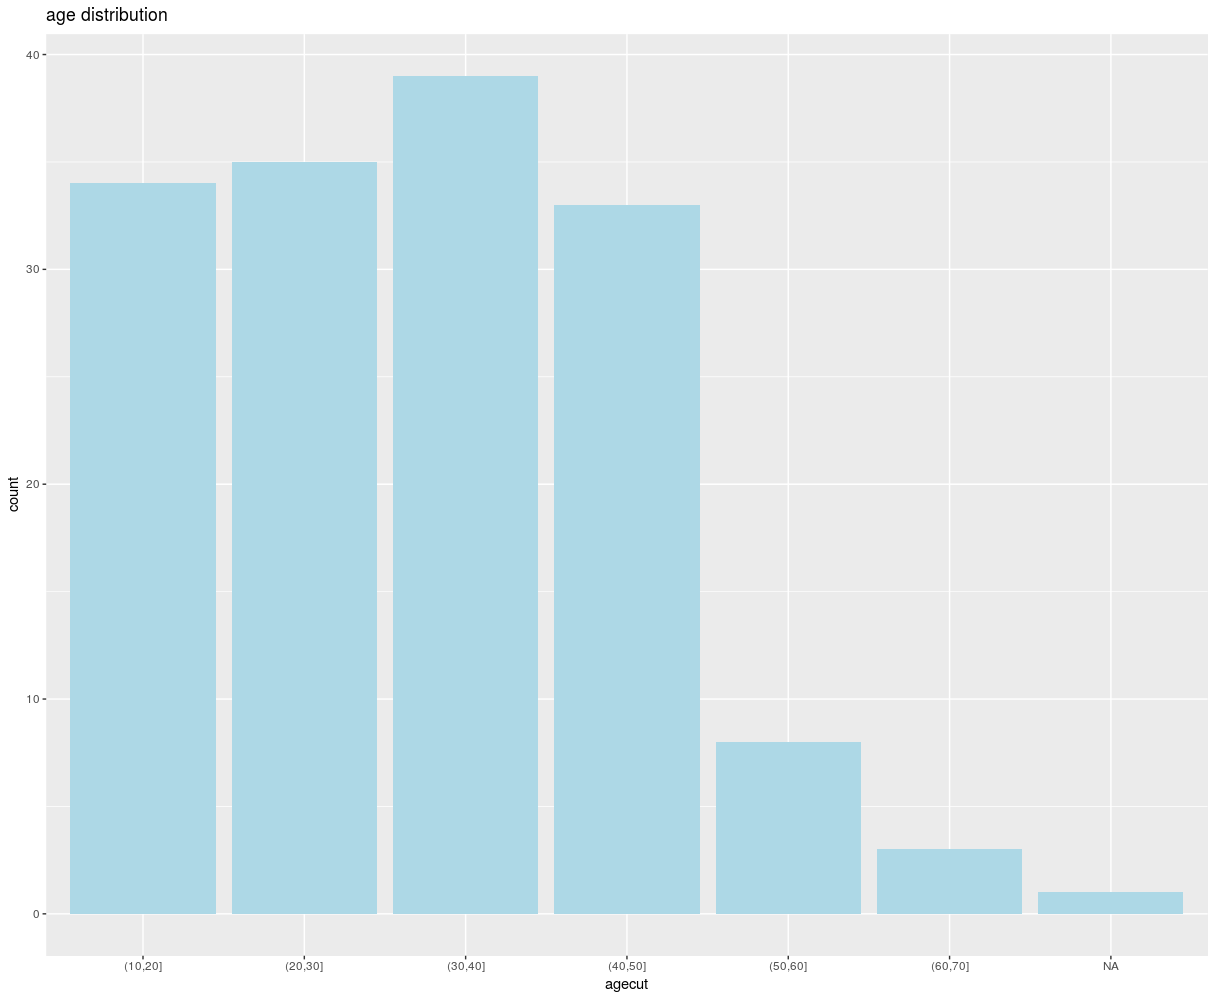 age distribution
40
30
20
10
0
count
(10,20]
(20,30]
(30,40]
(40,50]
(50,60]
(60,70]
NA
agecut